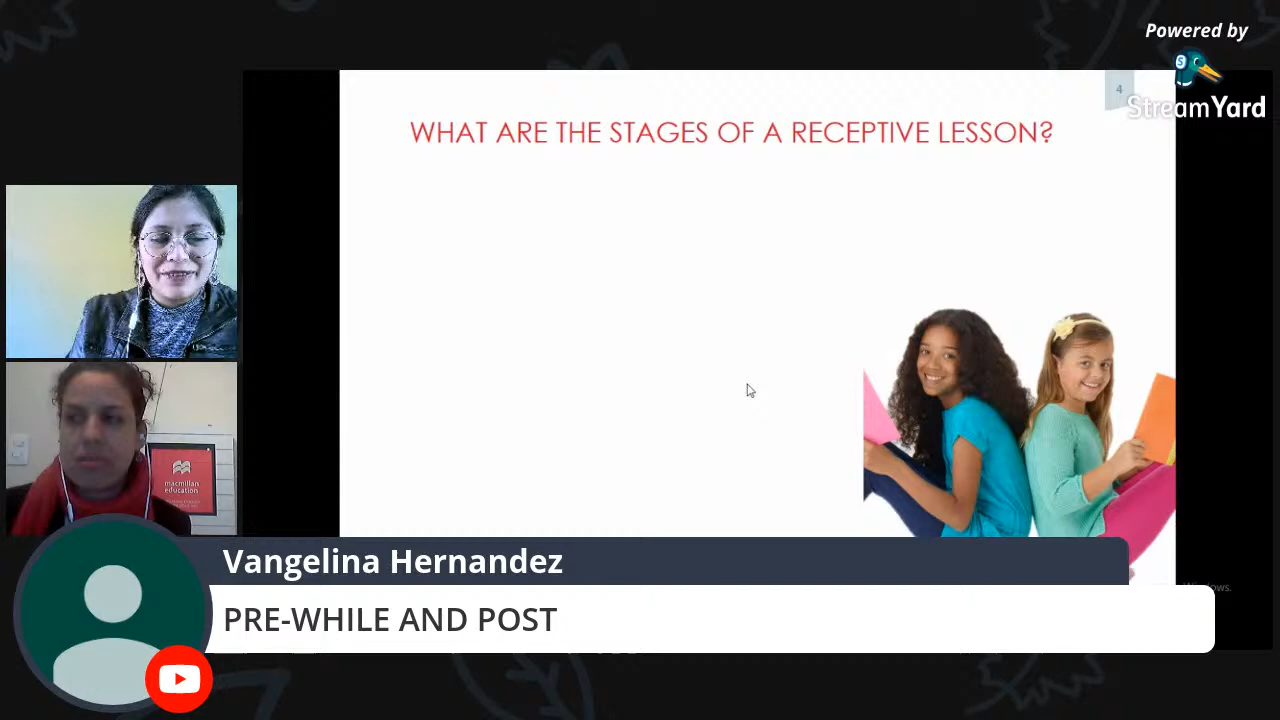 Powered by
StreamYard
4
WHAT ARE THE STAGES OF A RECEPTIVE LESSON?
macmillan
education
Vangelina Hernandez
PRE-WHILE AND POST